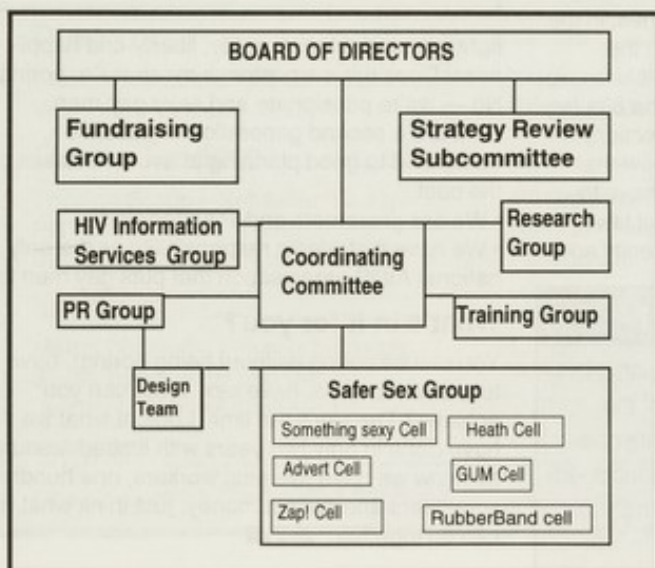 BOARD OF DIRECTORS
Fundraising
Group
Strategy Review
Subcommittee
HIV Information
Services Group
Coordinating
Committee
Research
Group
PR Group
Training Group
Design
Team
Safer Sex Group
Something sexy Cell
Heath Cell
Advert Cell
GUM Cell
Zap! Cell
RubberBand cell